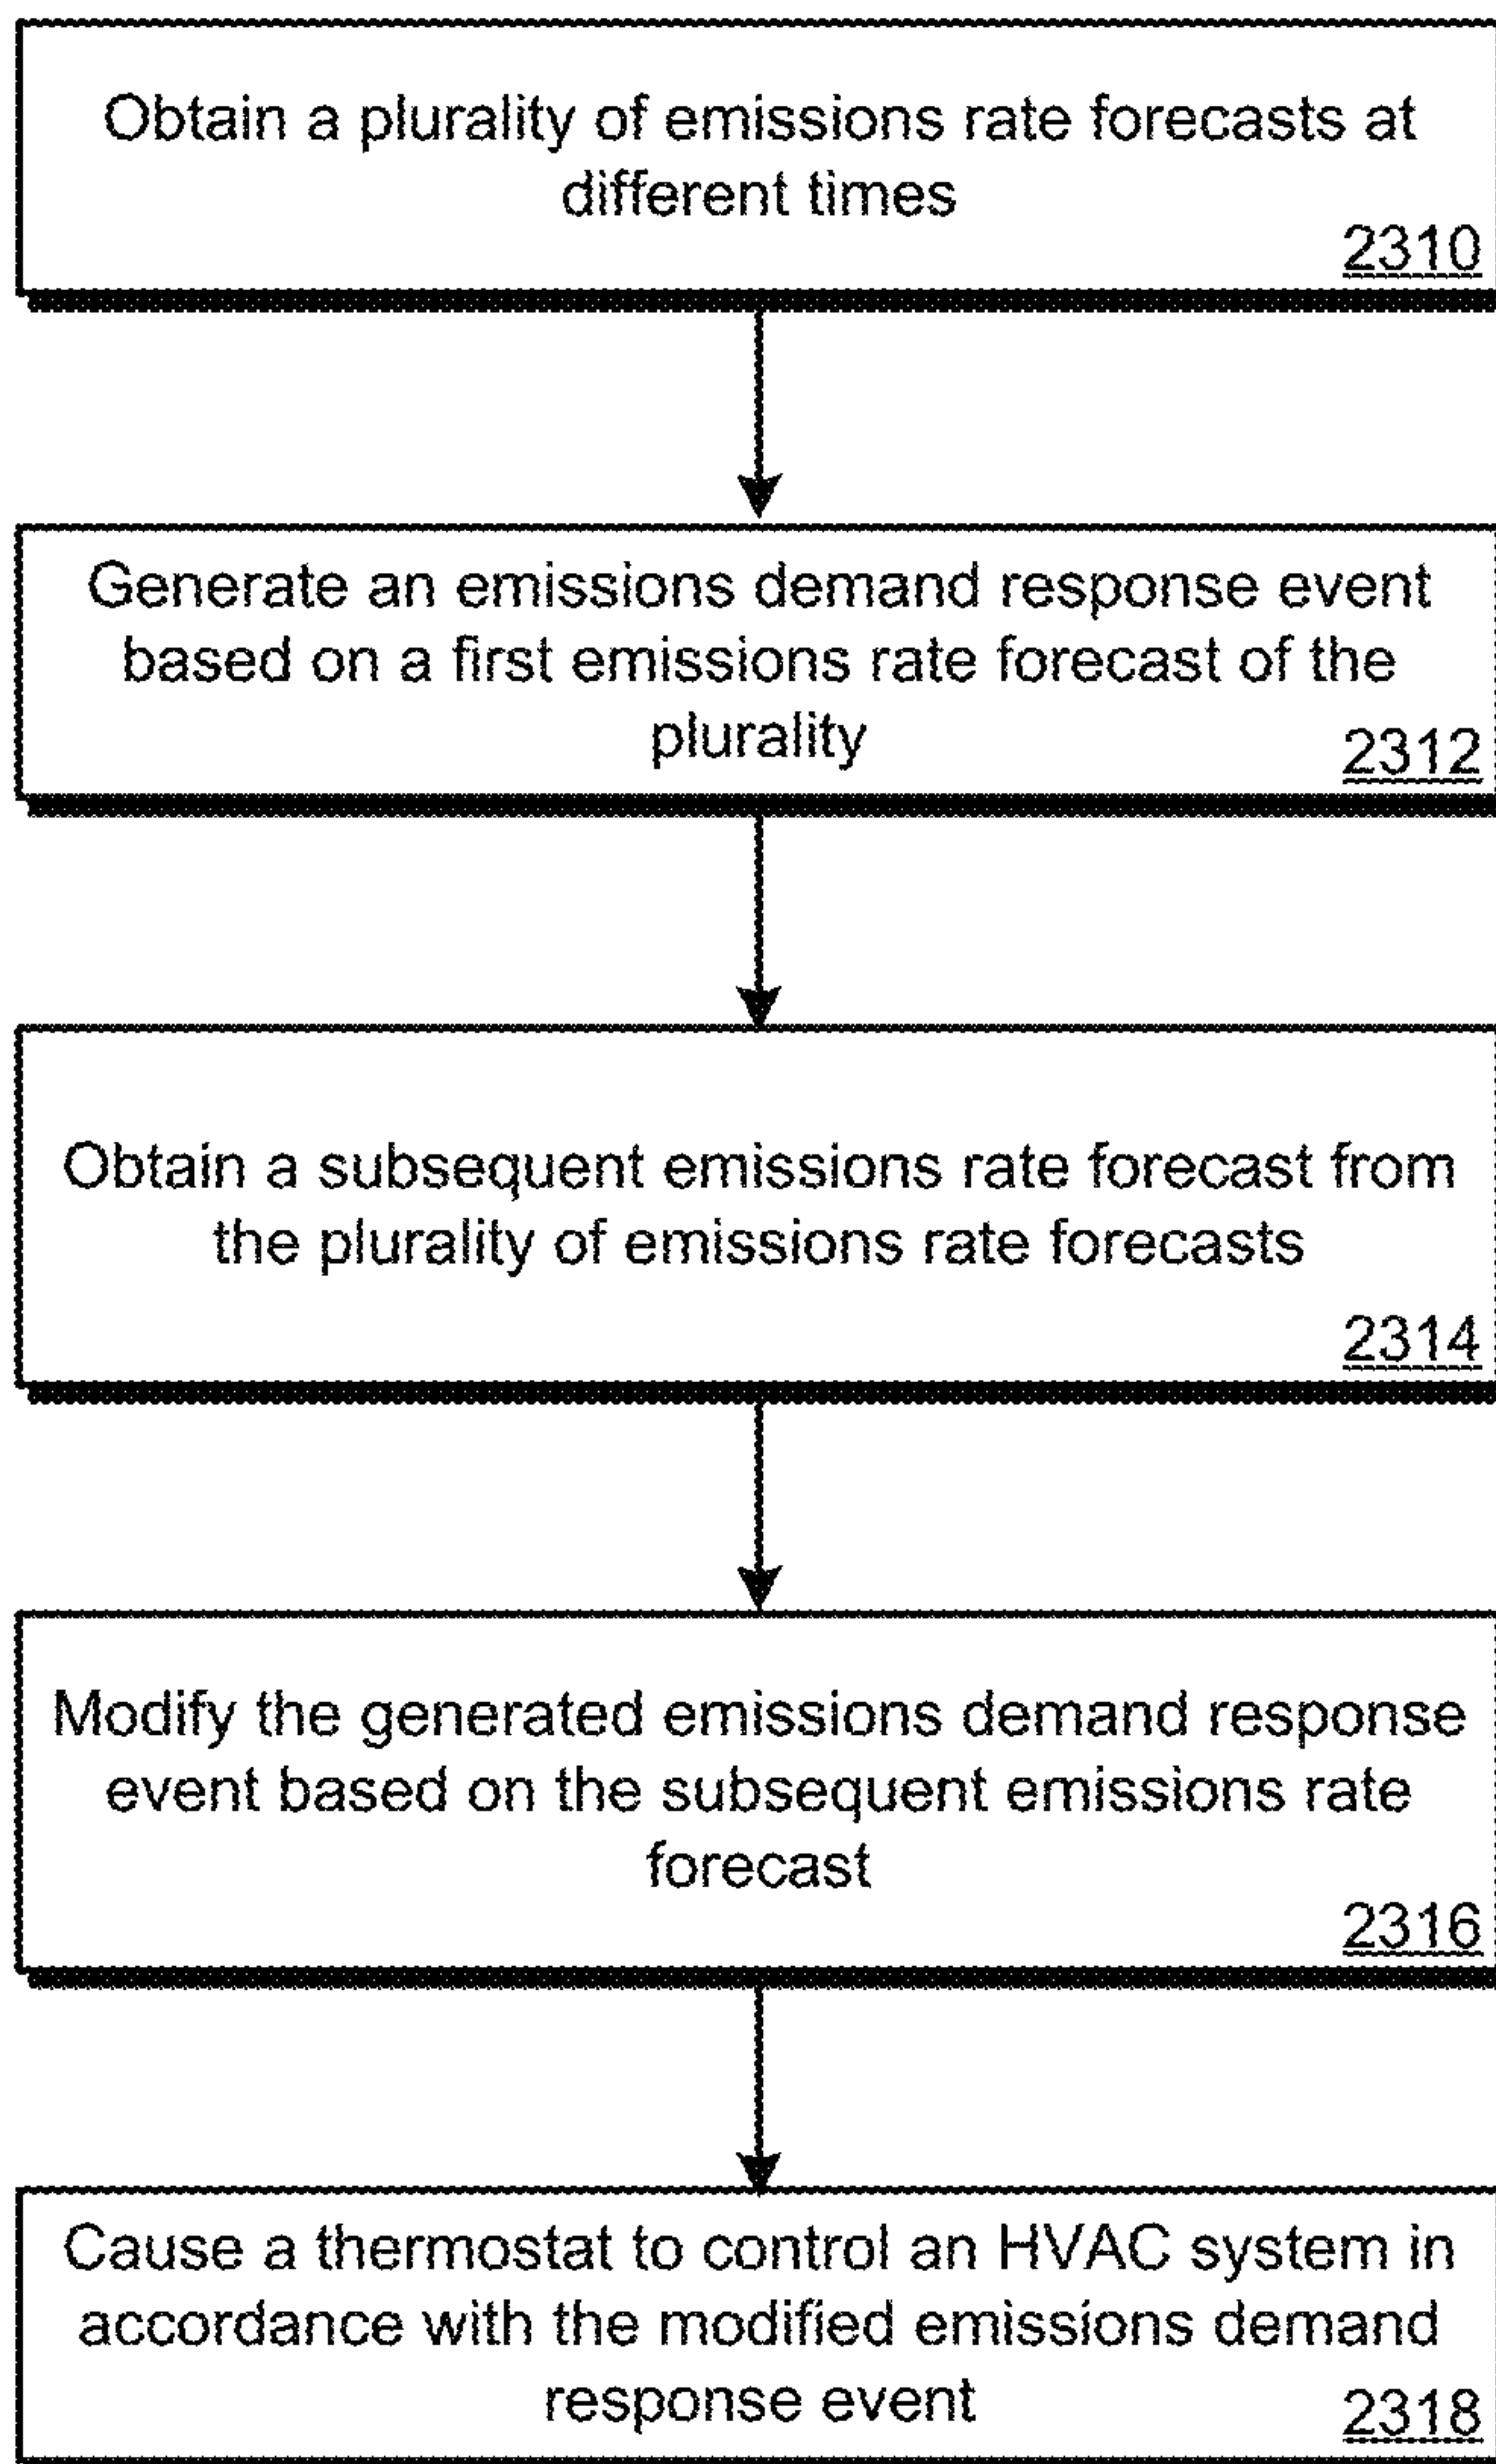 Obtain a plurality of emissions rate forecasts at
different times
2310
Generate an emissions demand response event
based on a first emissions rate forecast of the
plurality
2312
Obtain a subsequent emissions rate forecast from
the plurality of emissions rate forecasts
2314
Modify the generated emissions demand response
event based on the subsequent emissions rate
forecast
2316
Cause a thermostat to control an HVAC system in
accordance with the modified emissions demand
response event
2318